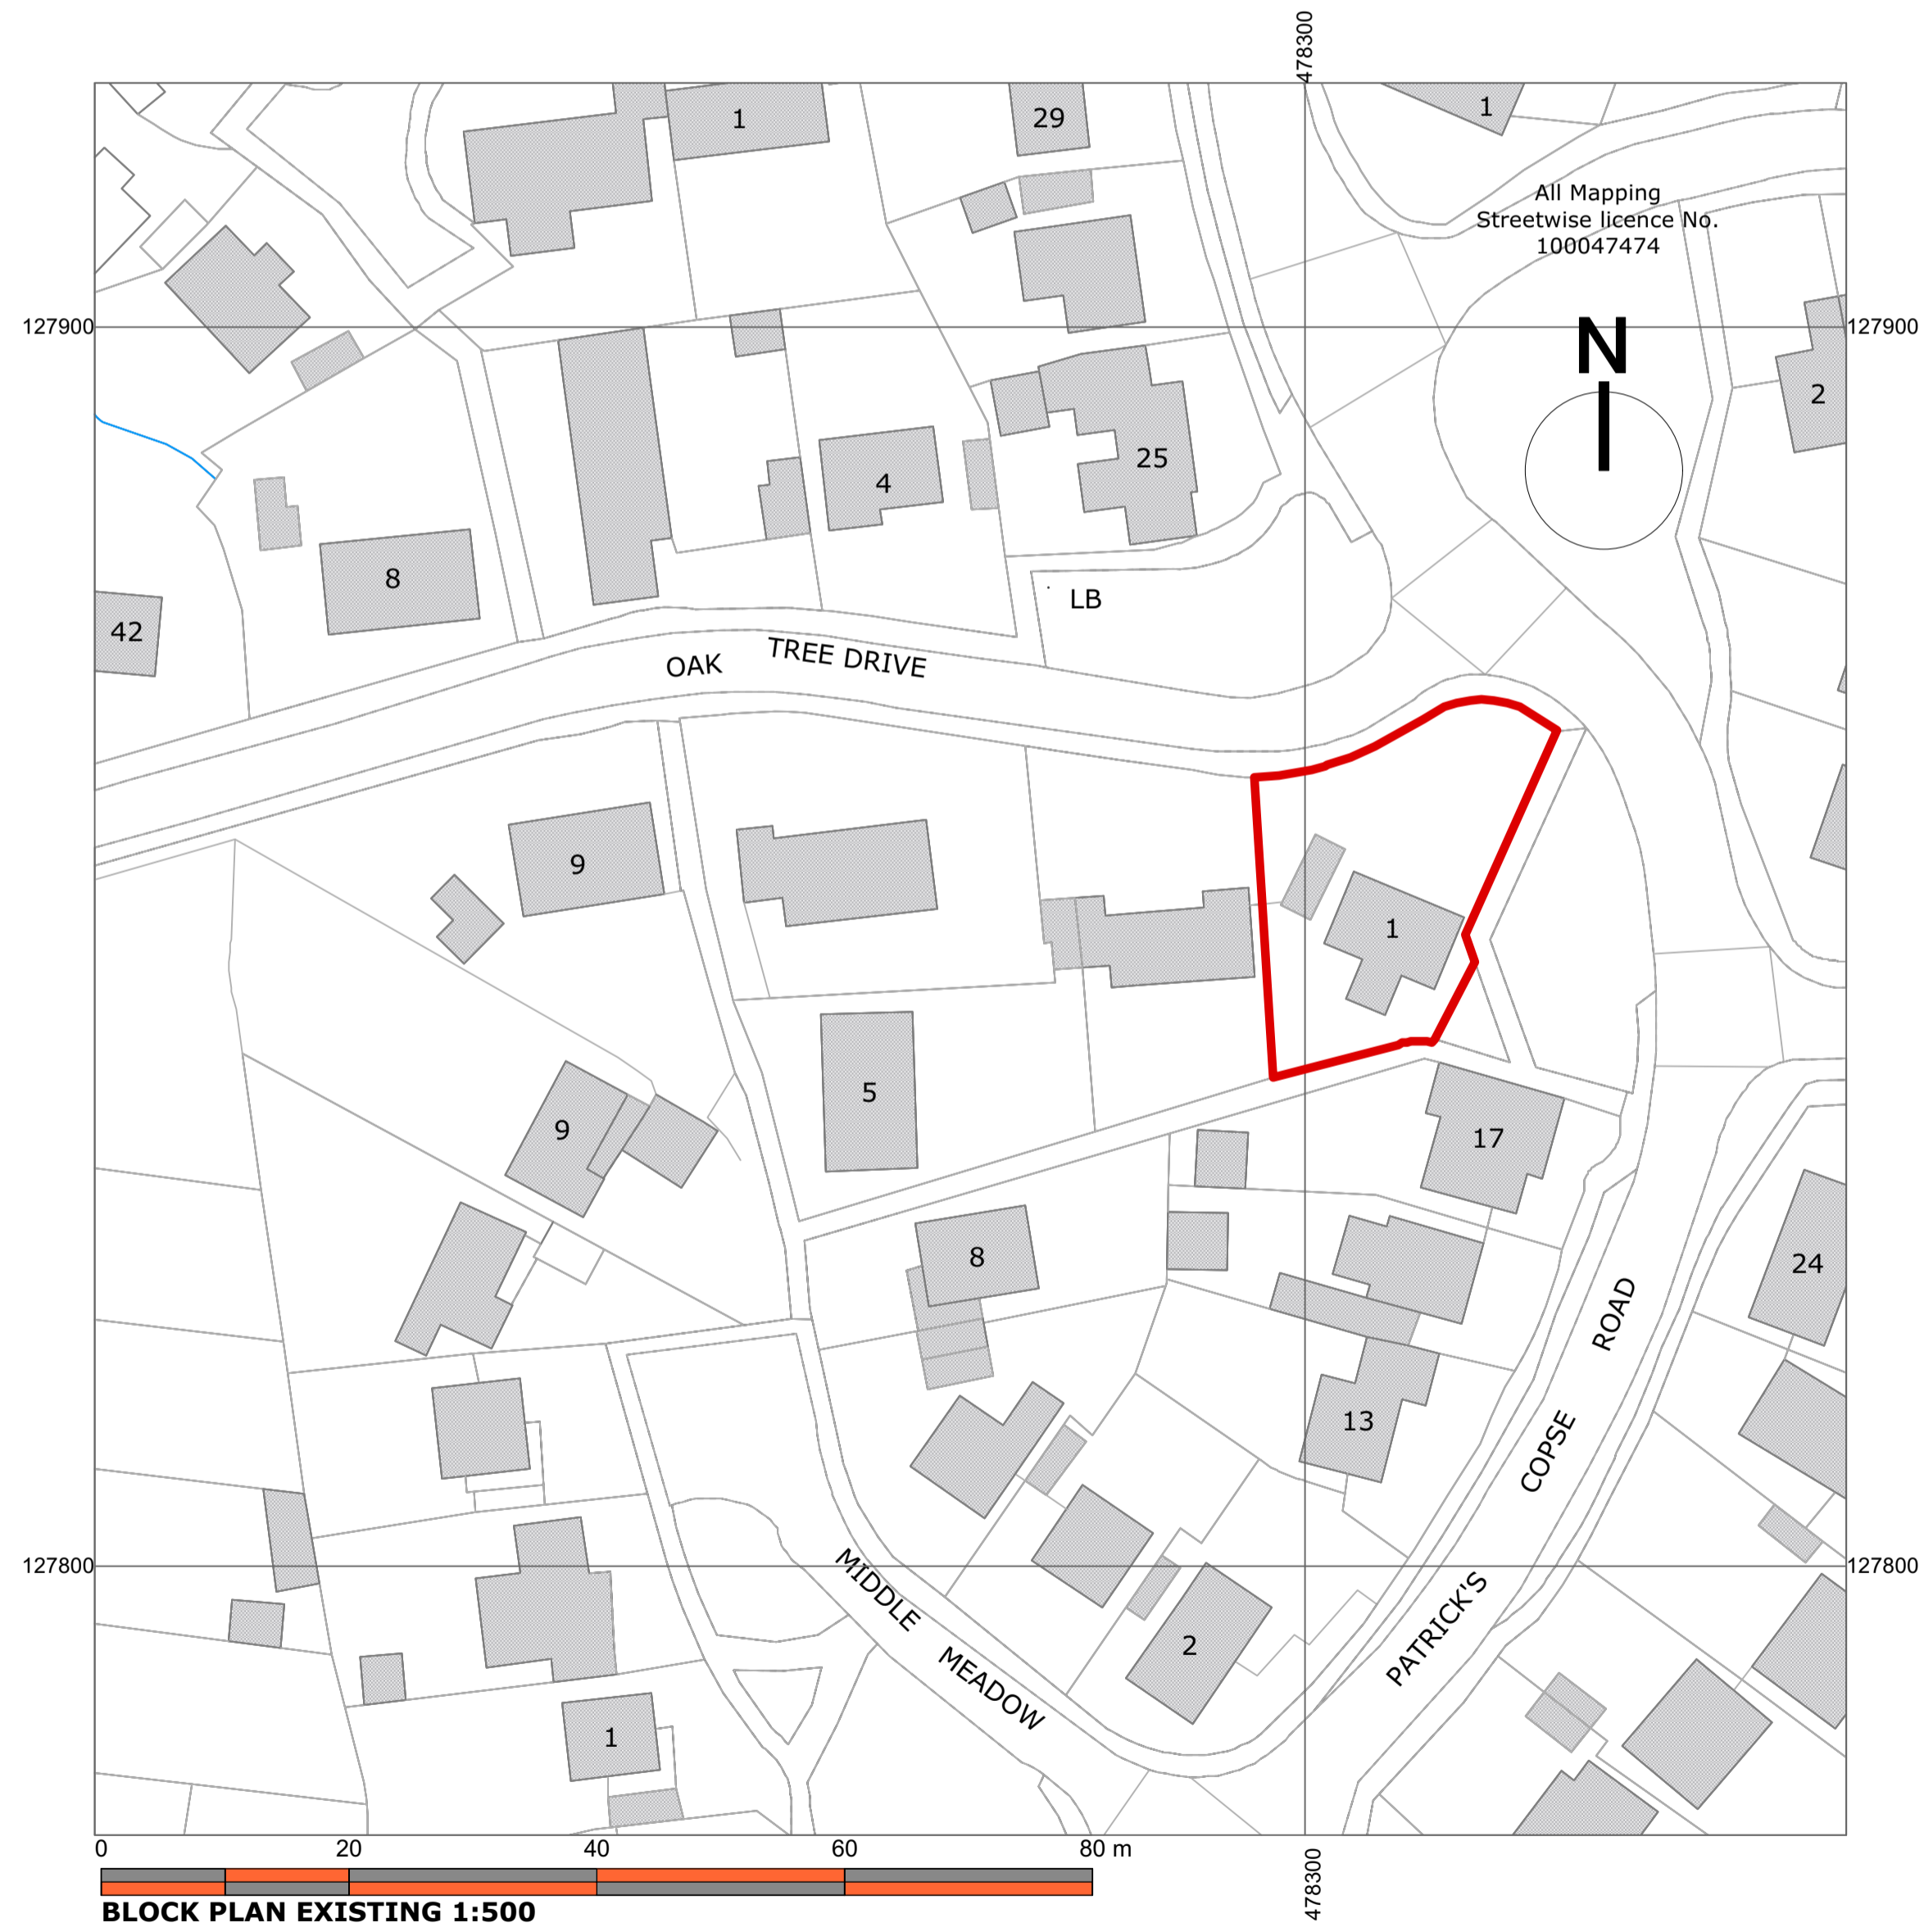 478300
1
29
1
All Mapping
Streetwise licence No.
100047474
127900
127900
N
2
25
4
8
42
LB
OAK TREE DRIVE
9
1
5
9
17
8
24
ROAD
13
COPSE
127800
127800
MIDDLE
PATRICK'S
2
MEADOW
1
0
20
40
60
80 m
478300
BLOCK PLAN EXISTING 1:500